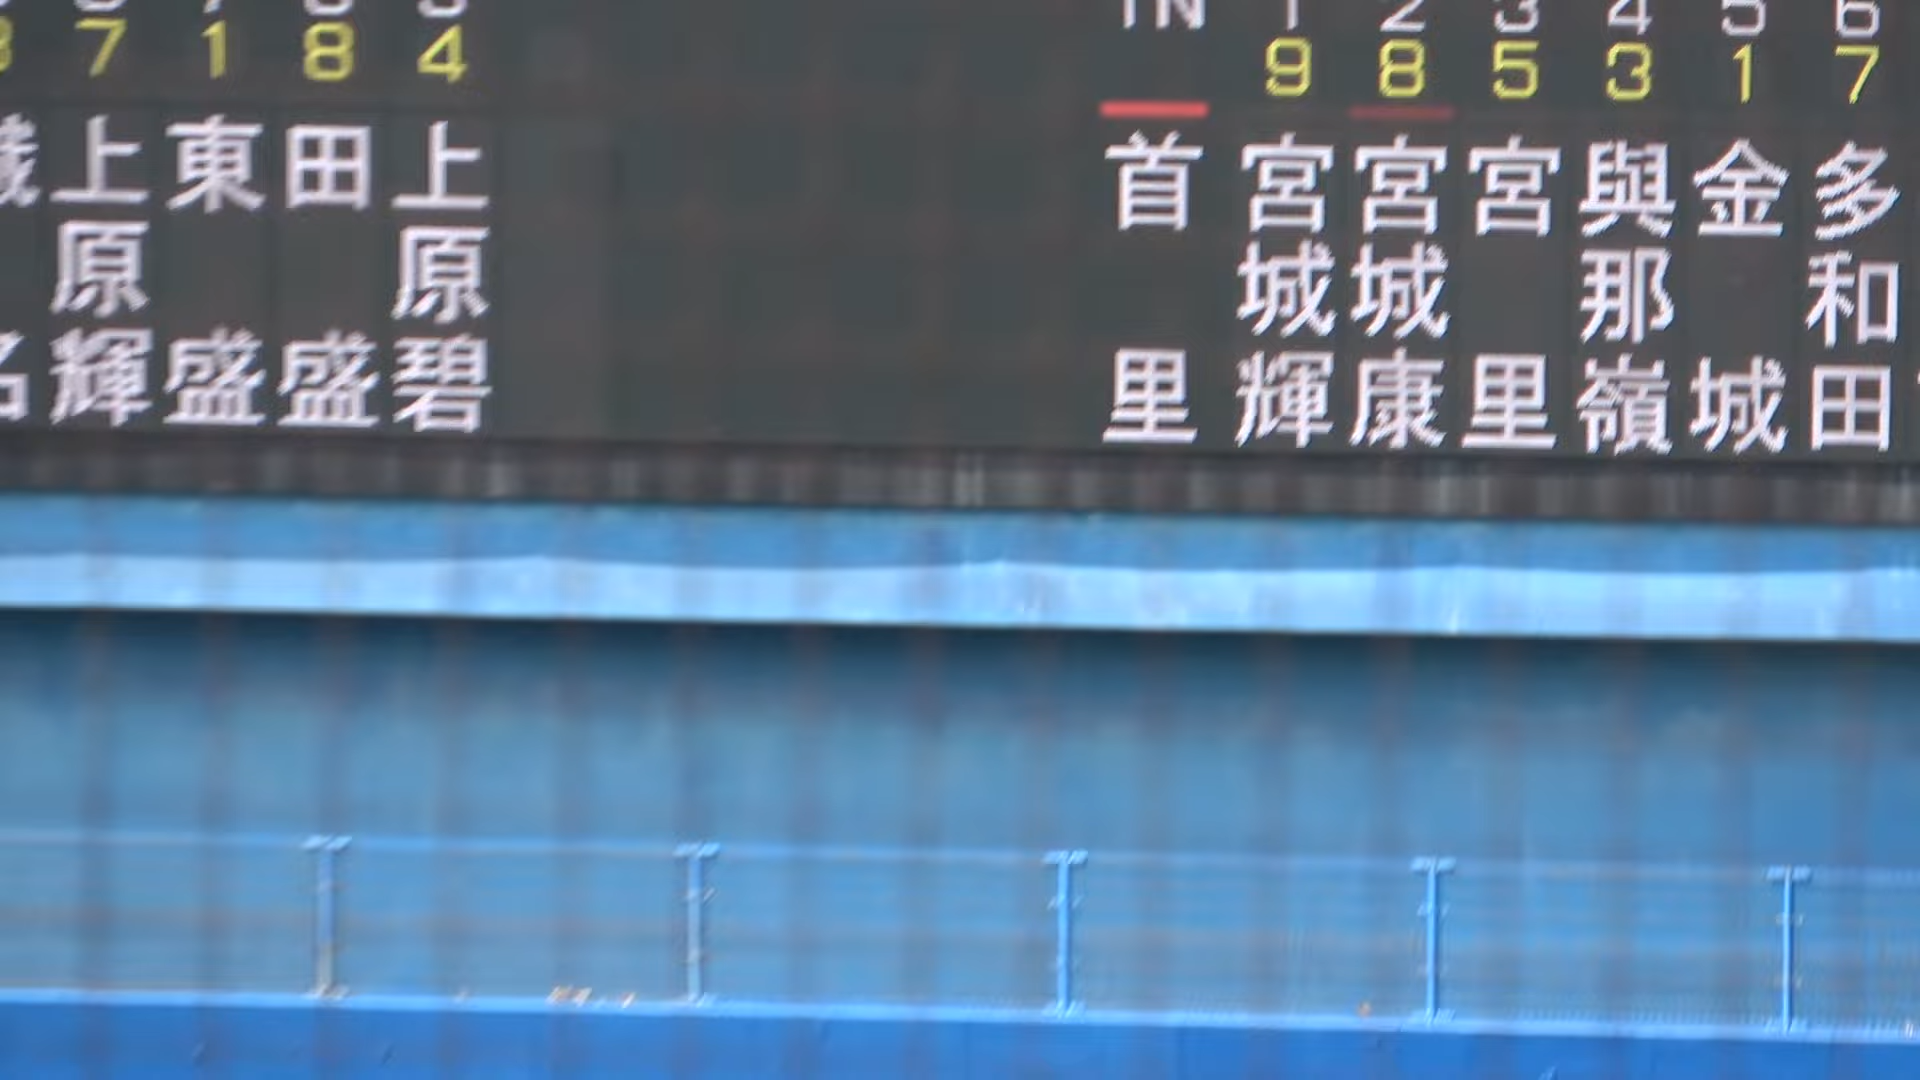 7 1 8 4
上原輝
東盛
田盛
上原碧
IN 1 2 3 4 5 6
9 8 5 3 1 7
首里
宮城輝
宮城康
宮里
與那嶺
金城
多和田